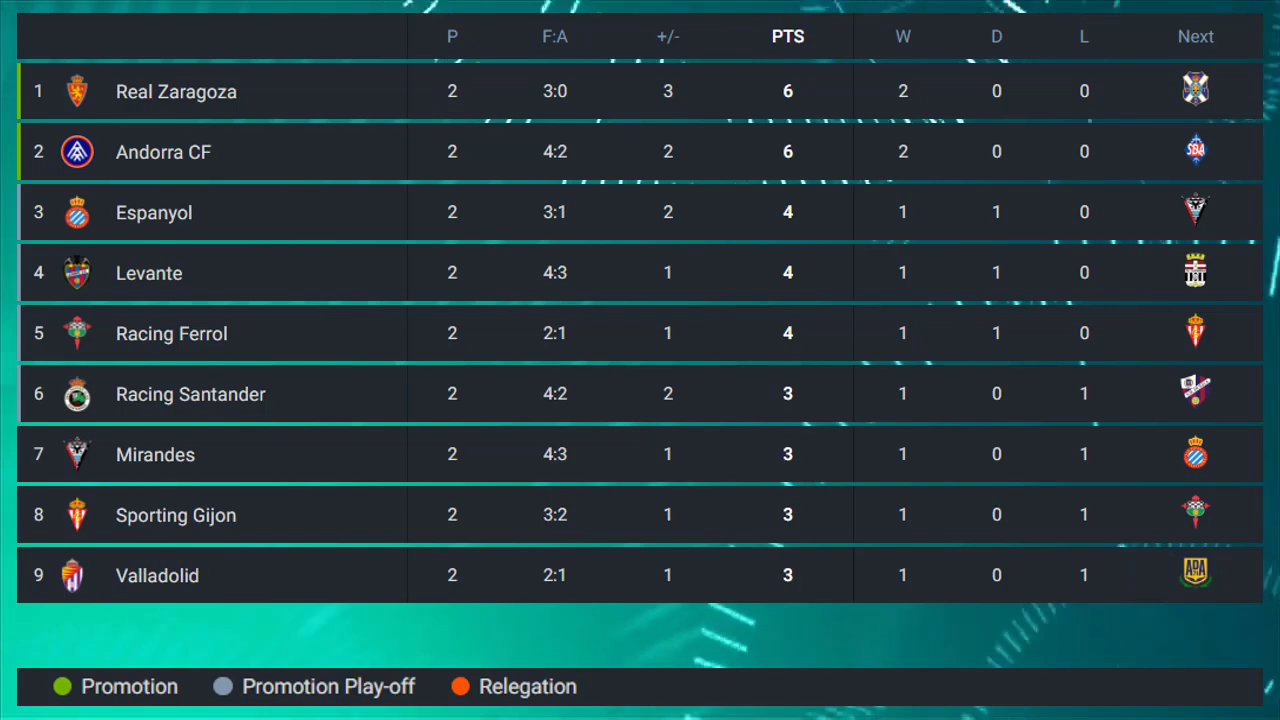 P F:A +/- PTS W D L Next
1 Real Zaragoza 2 3:0 3 6 2 0 0
2 Andorra CF 2 4:2 2 6 2 0 0 SBA
3 Espanyol 2 3:1 2 4 1 1 0
4 Levante 2 4:3 1 4 1 1 0
5 Racing Ferrol 2 2:1 1 4 1 1 0
6 Racing Santander 2 4:2 2 3 1 0 1
7 Mirandes 2 4:3 1 3 1 0 1
8 Sporting Gijon 2 3:2 1 3 1 0 1
9 Valladolid 2 2:1 1 3 1 0 1
Promotion Promotion Play-off Relegation